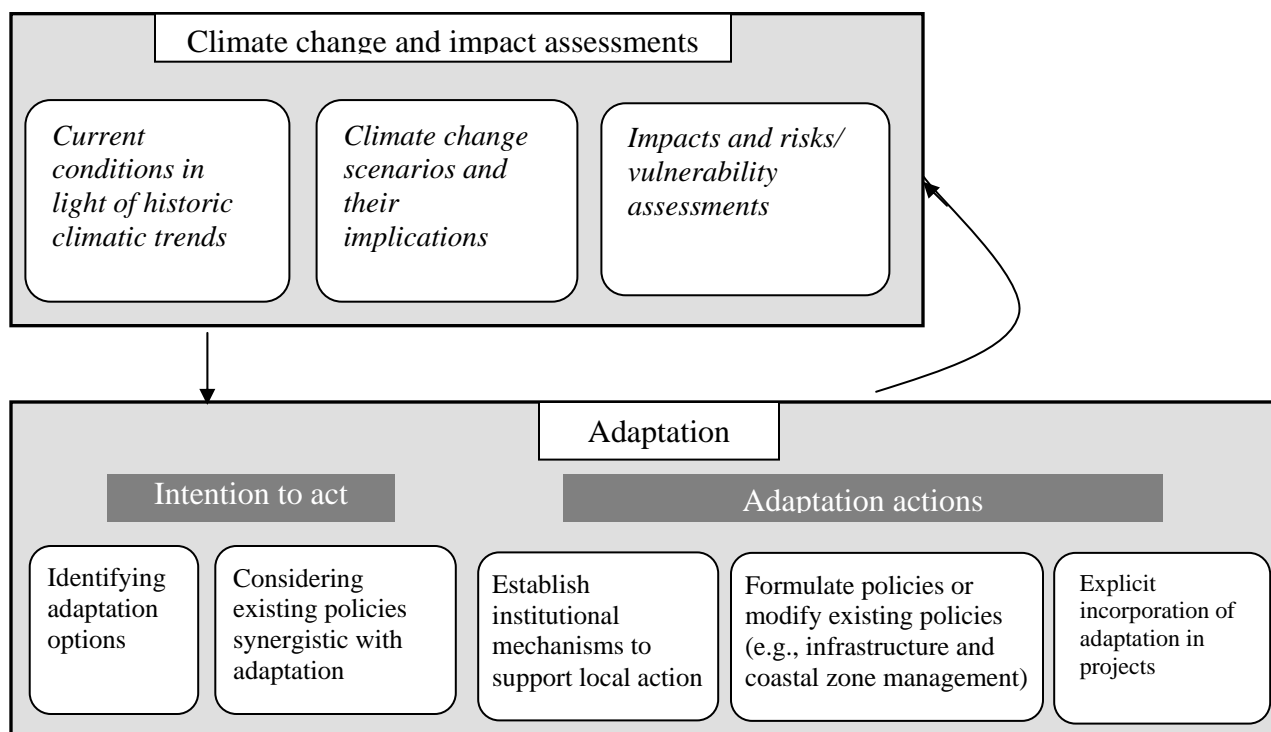 Climate change and impact assessments
Current
conditions in
light of historic
climatic trends
Climate change
scenarios and
their
implications
Impacts and risks/
vulnerability
assessments
Adaptation
Intention to act
Adaptation actions
Identifying
adaptation
options
Considering
existing policies
synergistic with
adaptation
Establish
institutional
mechanisms to
support local action
Formulate policies or
modify existing policies
(e.g., infrastructure and
coastal zone management)
Explicit
incorporation of
adaptation in
projects